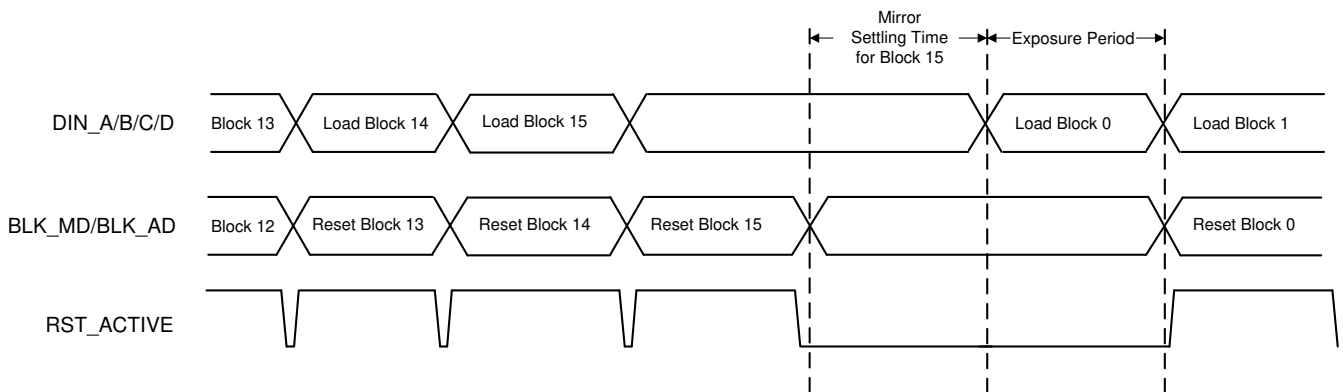 Mirror
Settling Time
for Block 15
Exposure Period
DIN_A/B/C/D
Block 13
Load Block 14
Load Block 15
Load Block 0
Load Block 1
BLK_MD/BLK_AD
Block 12
Reset Block 13
Reset Block 14
Reset Block 15
Reset Block 0
RST_ACTIVE